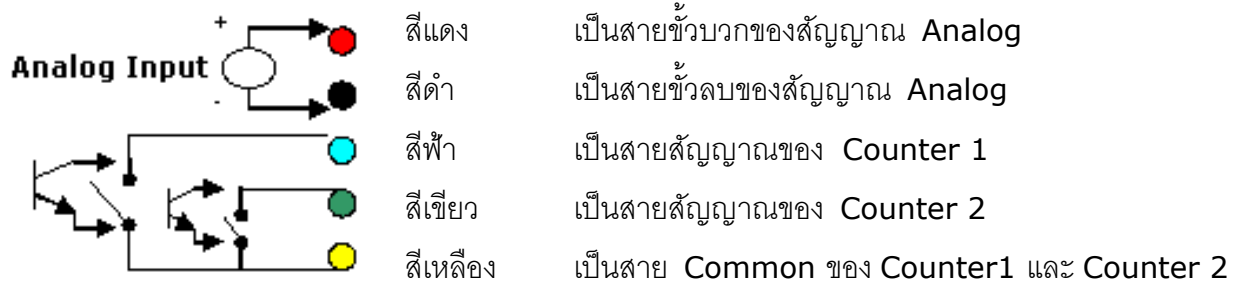 +
Analog Input
-
สีแดง เป็นสายขั้วบวกของสัญญาณ Analog
สีดำ เป็นสายขั้วลบของสัญญาณ Analog
สีฟ้า เป็นสายสัญญาณของ Counter 1
สีเขียว เป็นสายสัญญาณของ Counter 2
สีเหลือง เป็นสาย Common ของ Counter1 และ Counter 2